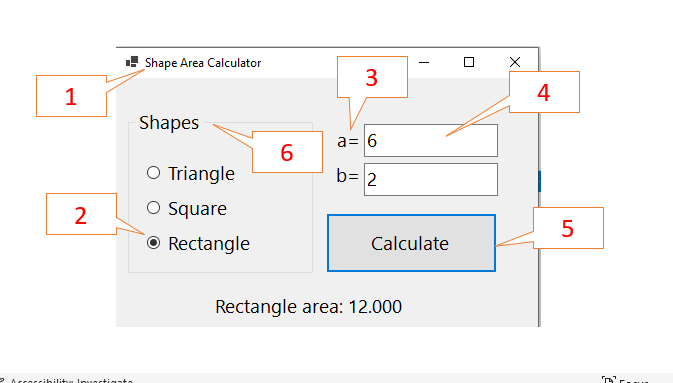 Shape Area Calculator
1
3
4
Shapes
6
a= 6
Triangle
b= 2
Square
2
Rectangle
Calculate
5
Rectangle area: 12.000
Accessibility: Investigate
Focus